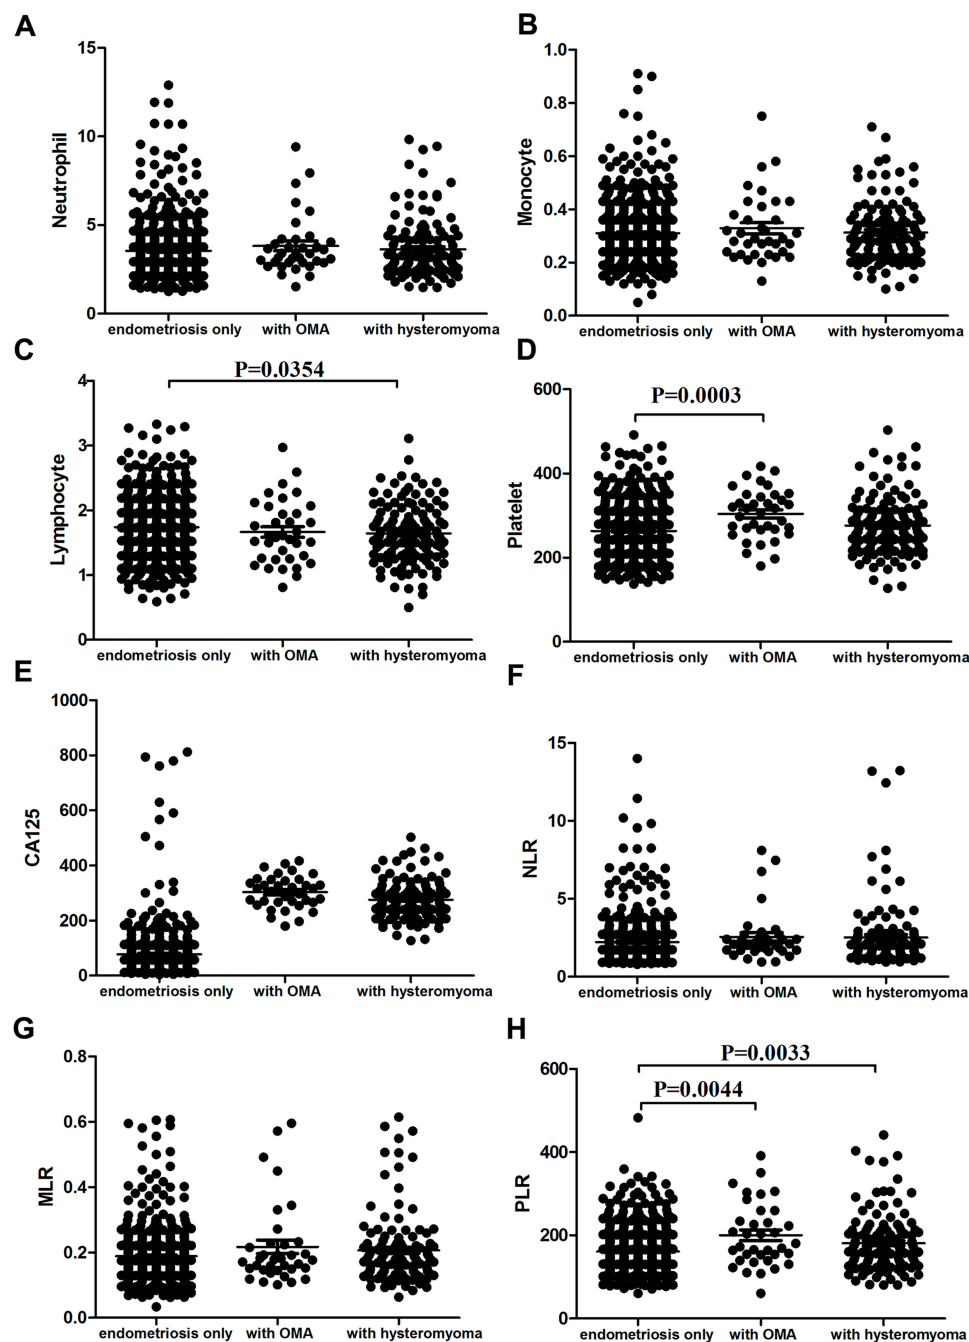 A
Neutrophil
15
10
5
0
endometriosis only with OMA with hysteromyoma
B
Monocyte
1.0
0.8
0.6
0.4
0.2
0.0
endometriosis only with OMA with hysteromyoma
C
P=0.0354
Lymphocyte
4
3
2
1
0
endometriosis only with OMA with hysteromyoma
D
P=0.0003
Platelet
600
400
200
0
endometriosis only with OMA with hysteromyoma
E
CA125
1000
800
600
400
200
0
endometriosis only with OMA with hysteromyoma
F
NLR
15
10
5
0
endometriosis only with OMA with hysteromyoma
G
MLR
0.8
0.6
0.4
0.2
0.0
endometriosis only with OMA with hysteromyoma
H
P=0.0033
P=0.0044
PLR
600
400
200
0
endometriosis only with OMA with hysteromyoma